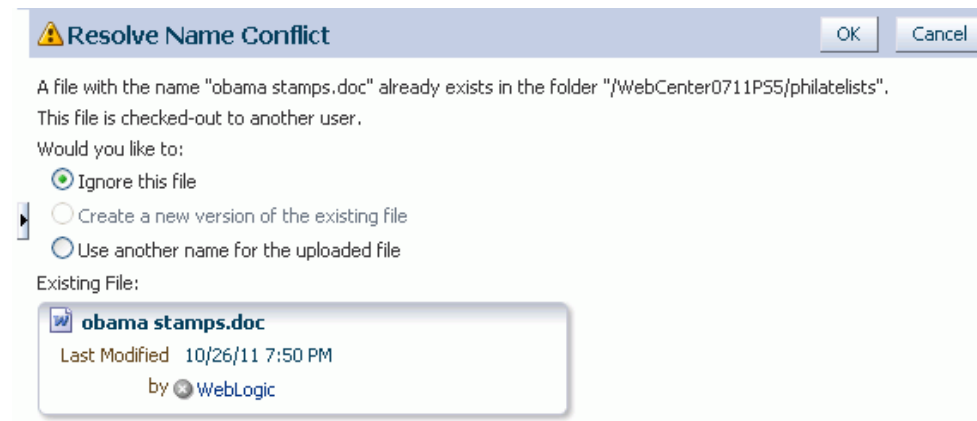 Resolve Name Conflict
OK
Cancel
A file with the name "obama stamps.doc" already exists in the folder "/WebCenter0711PS5/philatelists".
This file is checked-out to another user.
Would you like to:
Ignore this file
Create a new version of the existing file
Use another name for the uploaded file
Existing File:
obama stamps.doc
Last Modified 10/26/11 7:50 PM
by WebLogic